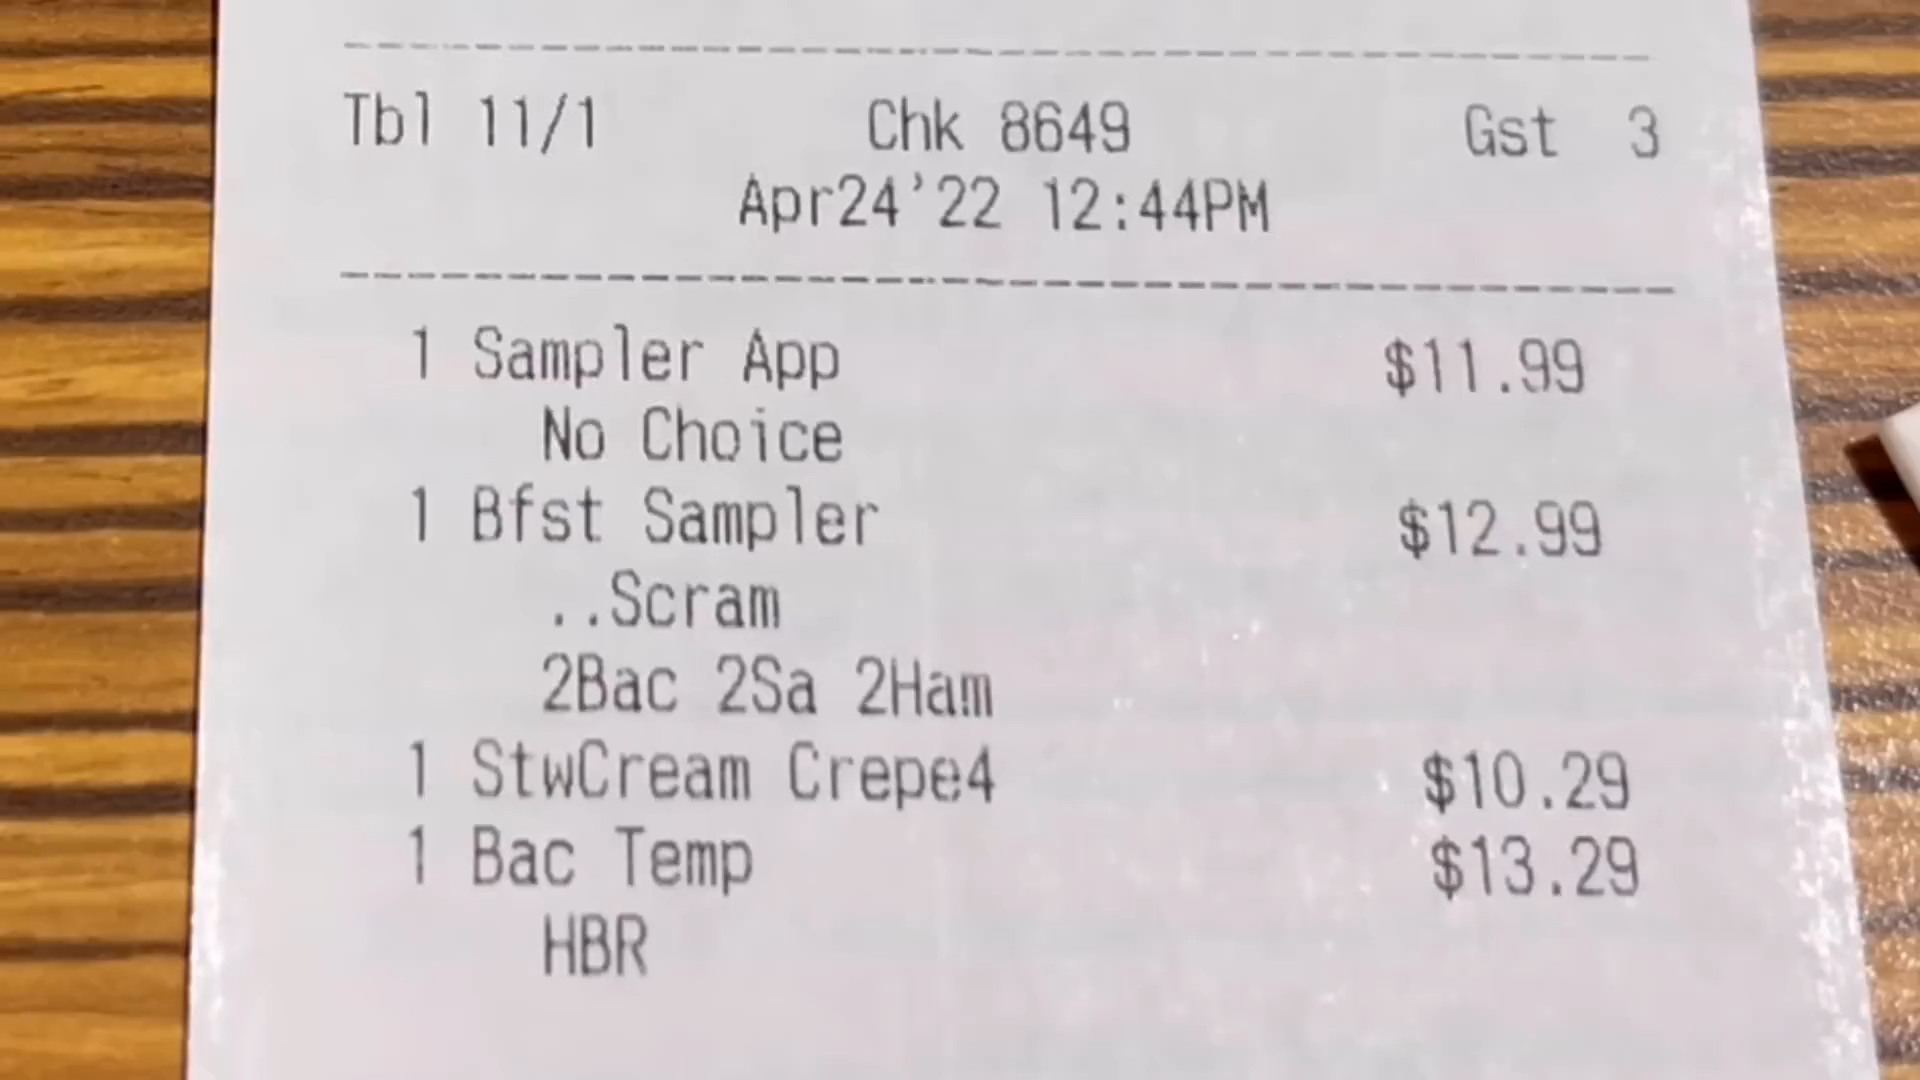 Tbl 11/1 Chk 8649 Gst 3
Apr24'22 12:44PM
1 Sampler App $11.99
No Choice
1 Bfst Sampler $12.99
..Scram
2Bac 2Sa 2Ham
1 StwCream Crepe4 $10.29
1 Bac Temp $13.29
HBR